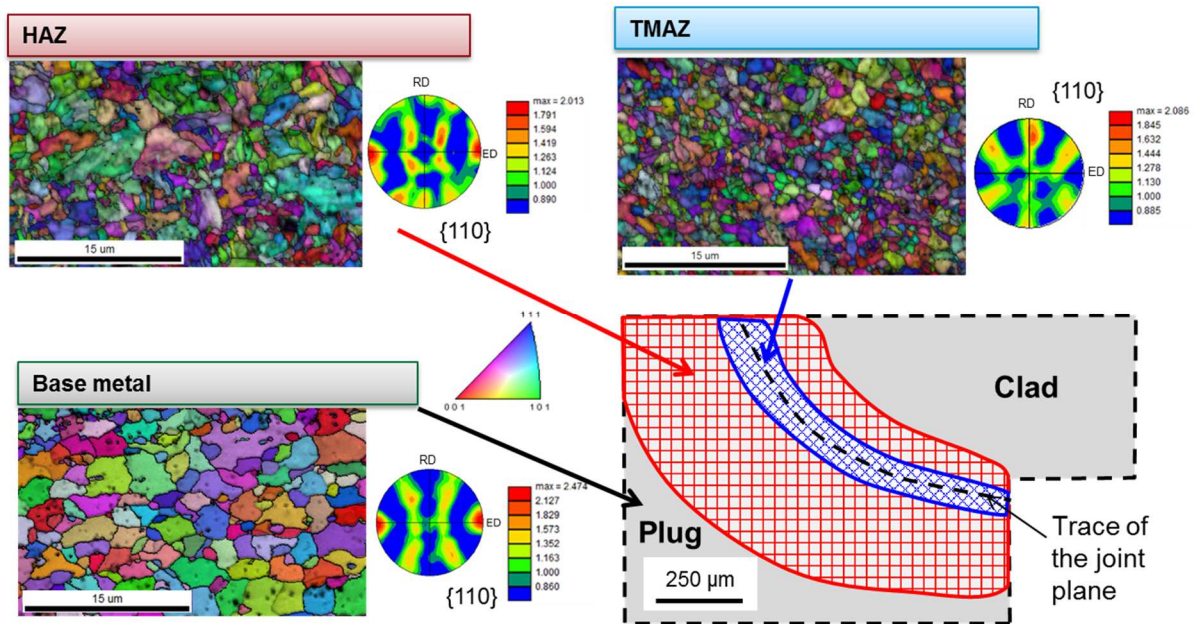 HAZ
TMAZ
RD
ED
max = 2.013
1.791
1.594
1.419
1.263
1.124
1.000
0.890
{110}
15 um
{110}
RD
ED
max = 2.086
1.845
1.632
1.444
1.278
1.130
1.000
0.885
15 um
1 1 1
0 0 1
1 0 1
Base metal
RD
ED
max = 2.474
2.127
1.829
1.573
1.352
1.163
1.000
0.860
{110}
15 um
Clad
Plug
250 µm
Trace of
the joint
plane